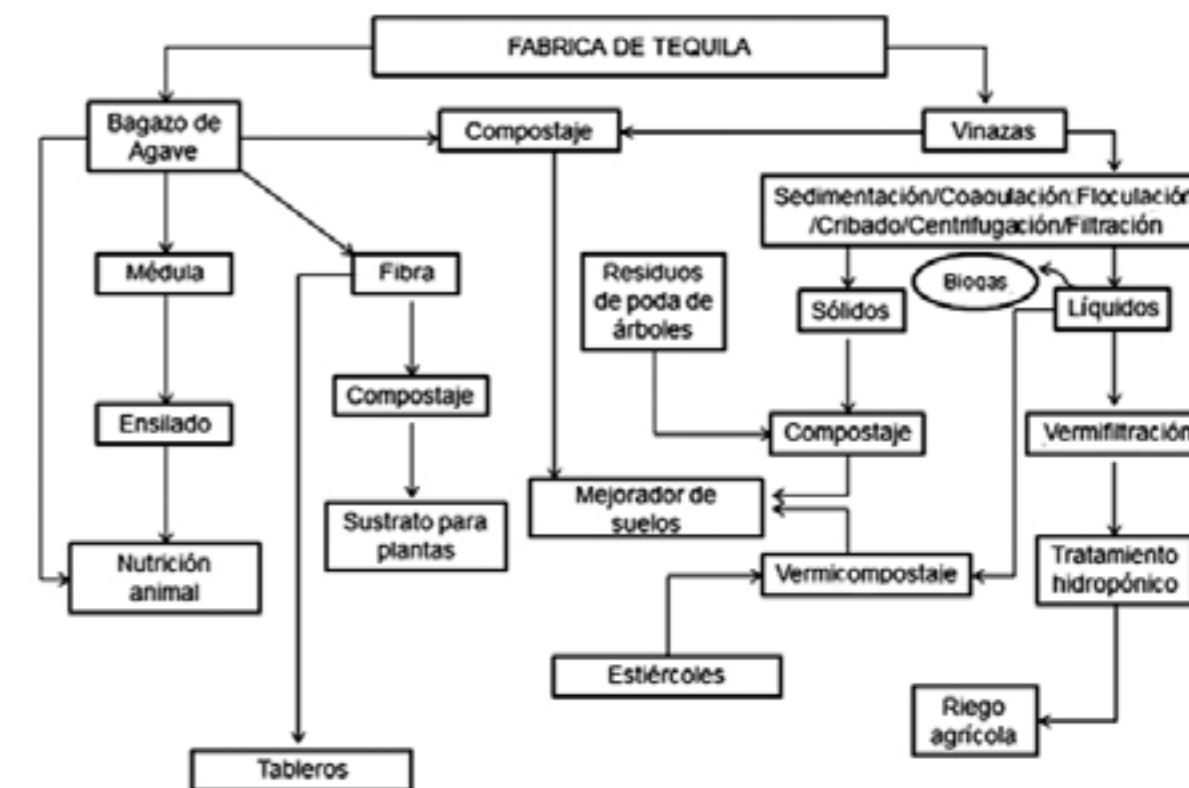 FABRICA DE TEQUILA
Bagazo de
Agave
Compostaje
Vinazas
Sedimentación/Coagulación:Floculación
/Cribado/Centrifugación/Filtración
Médula
Fibra
Residuos
de poda de
árboles
Biogas
Sólidos
Líquidos
Compostaje
Ensilado
Compostaje
Vermifiltración
Mejorador de
suelos
Sustrato para
plantas
Nutrición
animal
Vermicompostaje
Tratamiento
hidropónico
Estiércoles
Riego
agrícola
Tableros